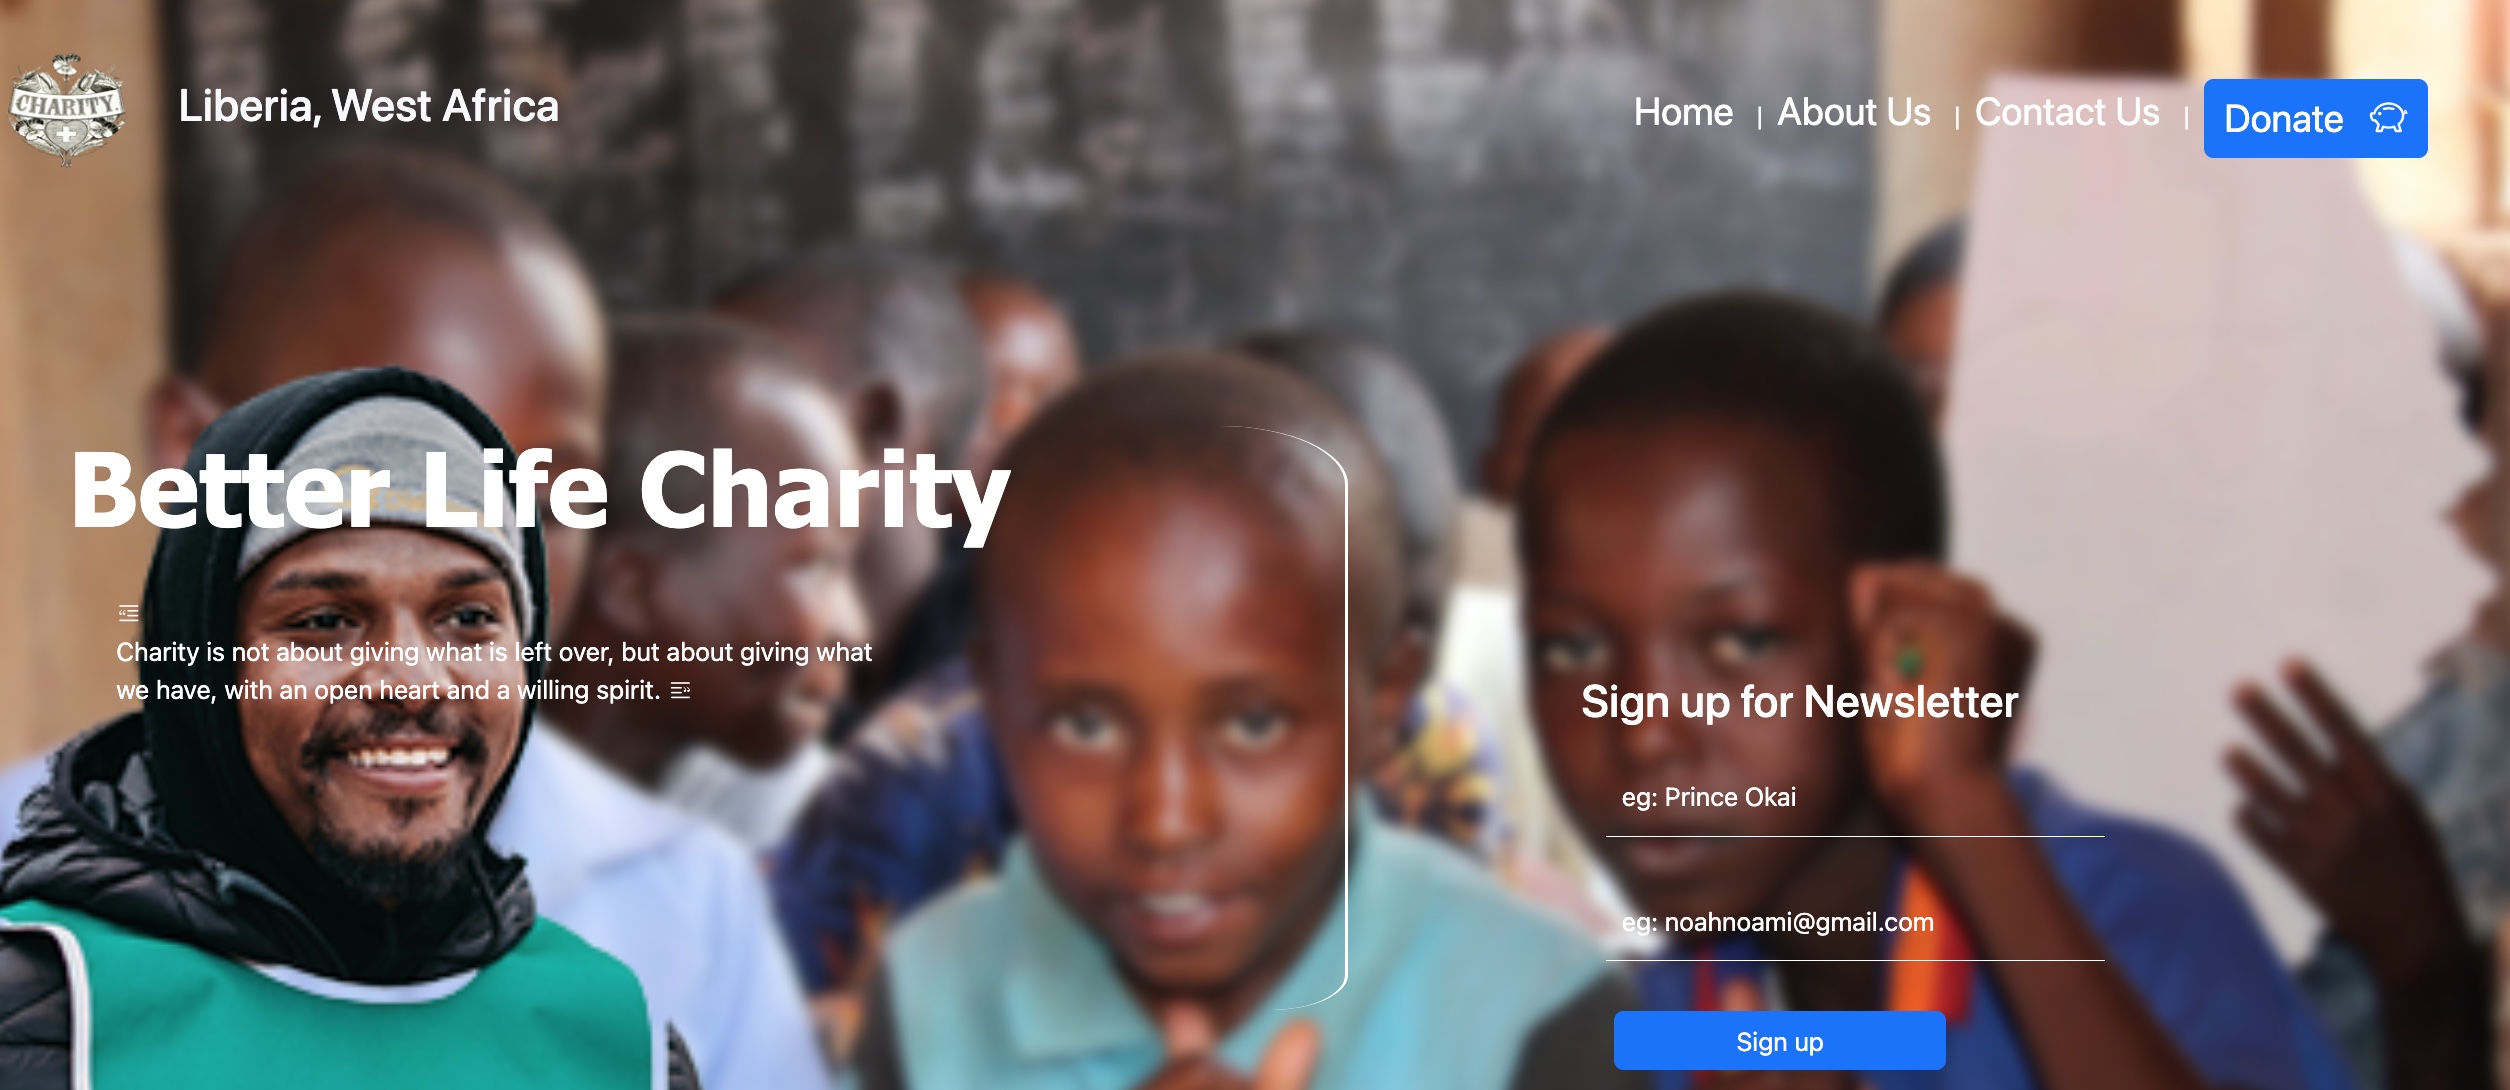 CHARITY.
Liberia, West Africa
Home | About Us | Contact Us | Donate
Better Life Charity
Charity is not about giving what is left over, but about giving what
we have, with an open heart and a willing spirit.
Sign up for Newsletter
eg: Prince Okai
eg: noahnoami@gmail.com
Sign up